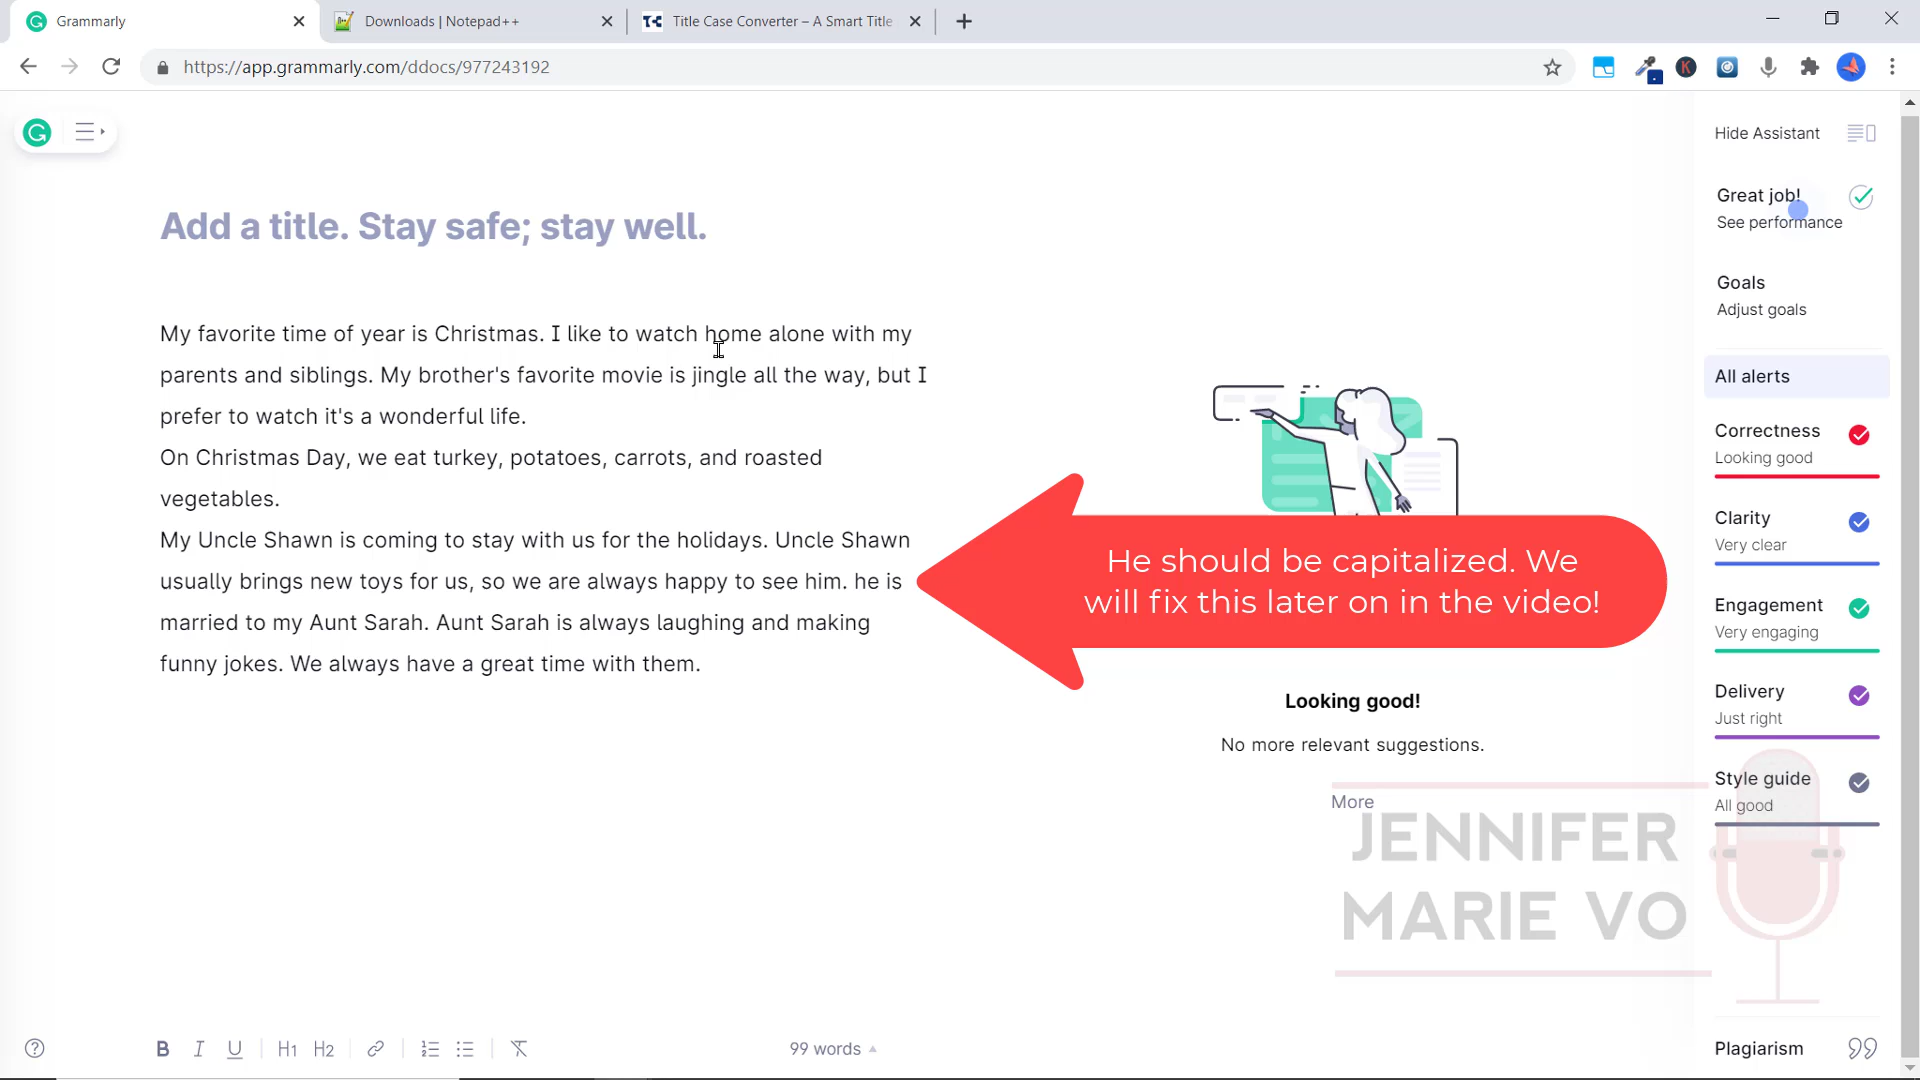 Grammarly
Downloads | Notepad++
Title Case Converter – A Smart Title
https://app.grammarly.com/ddocs/977243192
Hide Assistant
Great job!
See performance
Goals
Adjust goals
All alerts
Correctness
Looking good
Clarity
Very clear
Engagement
Very engaging
Delivery
Just right
Style guide
All good
Plagiarism
Add a title. Stay safe; stay well.
My favorite time of year is Christmas. I like to watch home alone with my
parents and siblings. My brother's favorite movie is jingle all the way, but I
prefer to watch it's a wonderful life.
On Christmas Day, we eat turkey, potatoes, carrots, and roasted
vegetables.
My Uncle Shawn is coming to stay with us for the holidays. Uncle Shawn
usually brings new toys for us, so we are always happy to see him. he is
married to my Aunt Sarah. Aunt Sarah is always laughing and making
funny jokes. We always have a great time with them.
He should be capitalized. We
will fix this later on in the video!
Looking good!
No more relevant suggestions.
More
JENNIFER
MARIE VO
B I U H1 H2
99 words